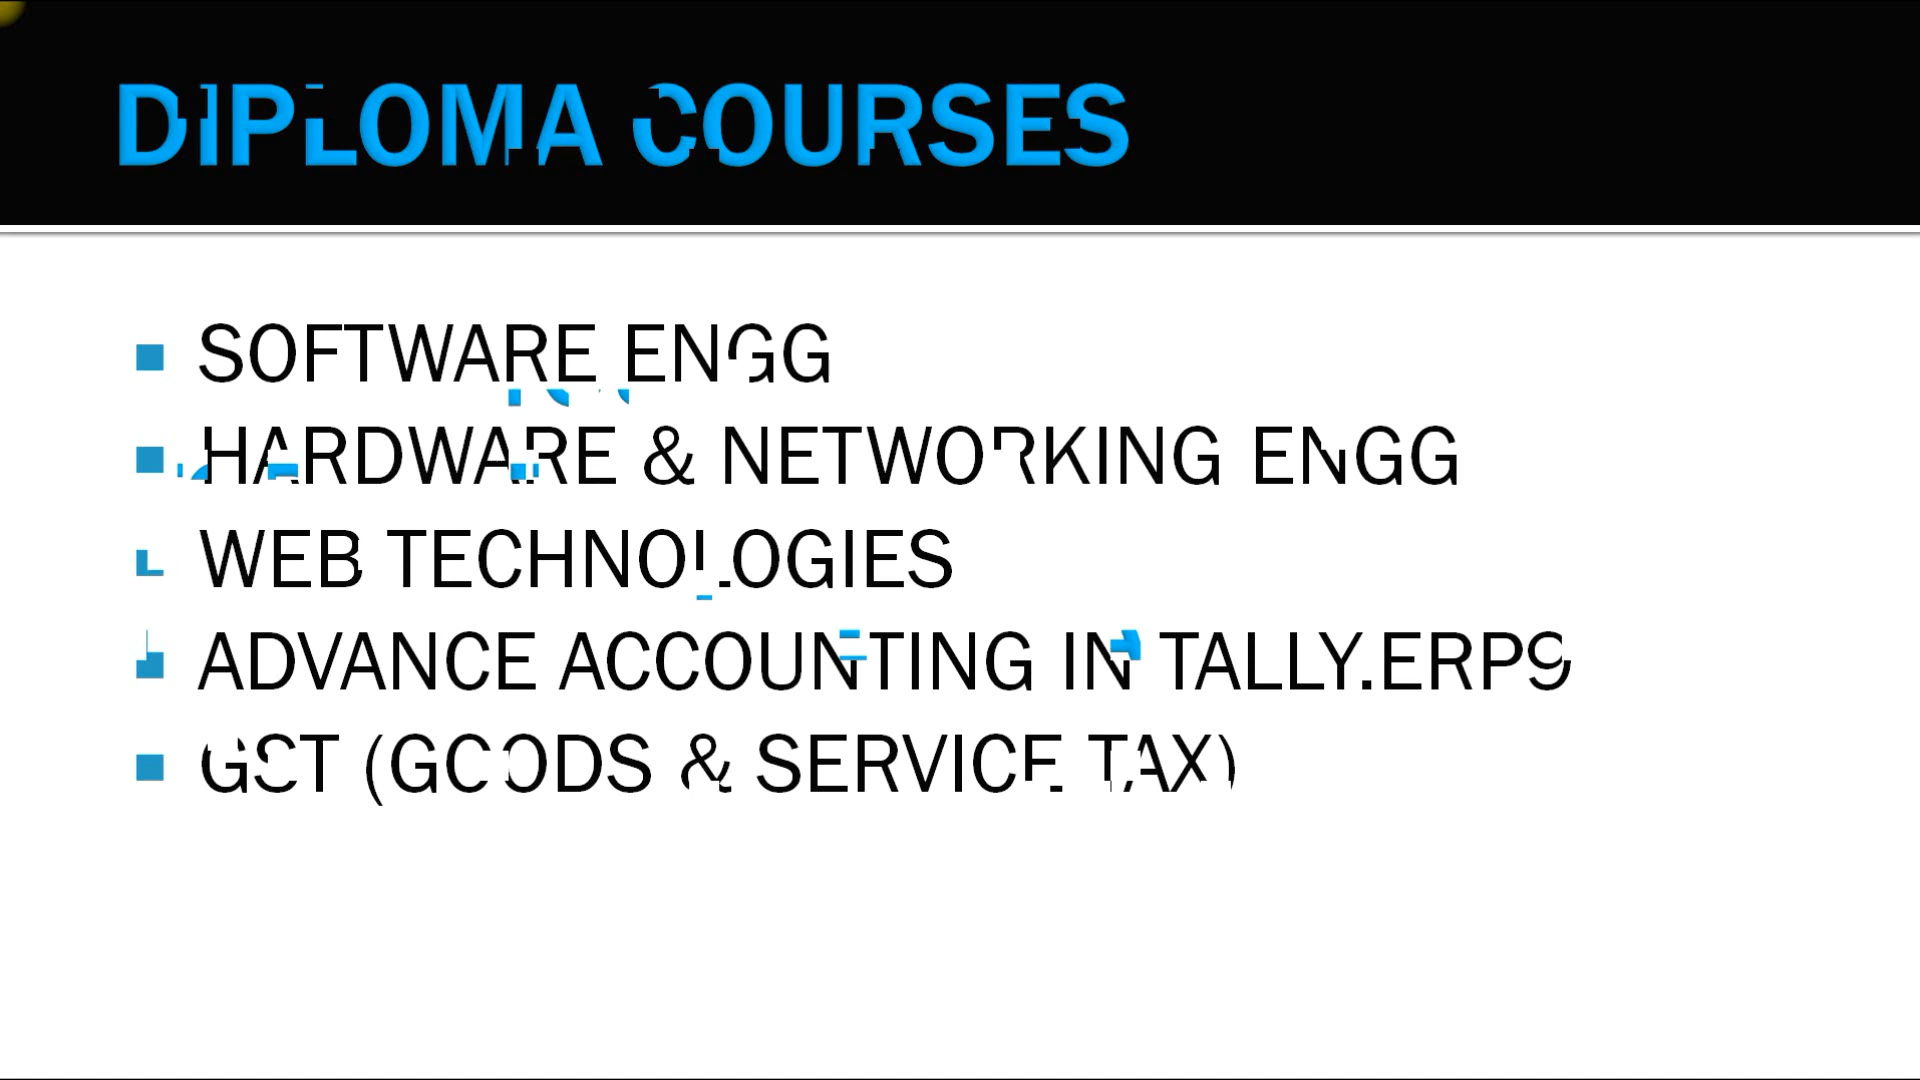 DIPLOMA COURSES
SOFTWARE ENGG
HARDWARE & NETWORKING ENGG
WEB TECHNOLOGIES
ADVANCE ACCOUNTING IN TALLY.ERP9
GST (GOODS & SERVICE TAX)